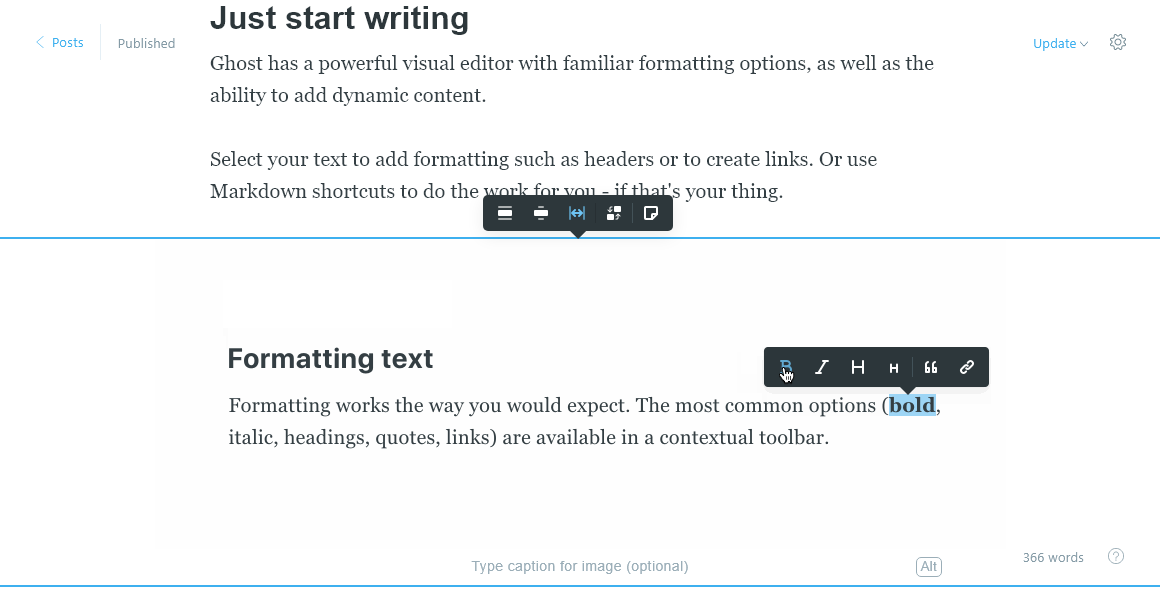 Just start writing
Posts
Published
Update
Ghost has a powerful visual editor with familiar formatting options, as well as the
ability to add dynamic content.
Select your text to add formatting such as headers or to create links. Or use
Markdown shortcuts to do the work for you - if that's your thing.
Formatting text
B I H H
Formatting works the way you would expect. The most common options (bold,
italic, headings, quotes, links) are available in a contextual toolbar.
Type caption for image (optional)
Alt
366 words
?